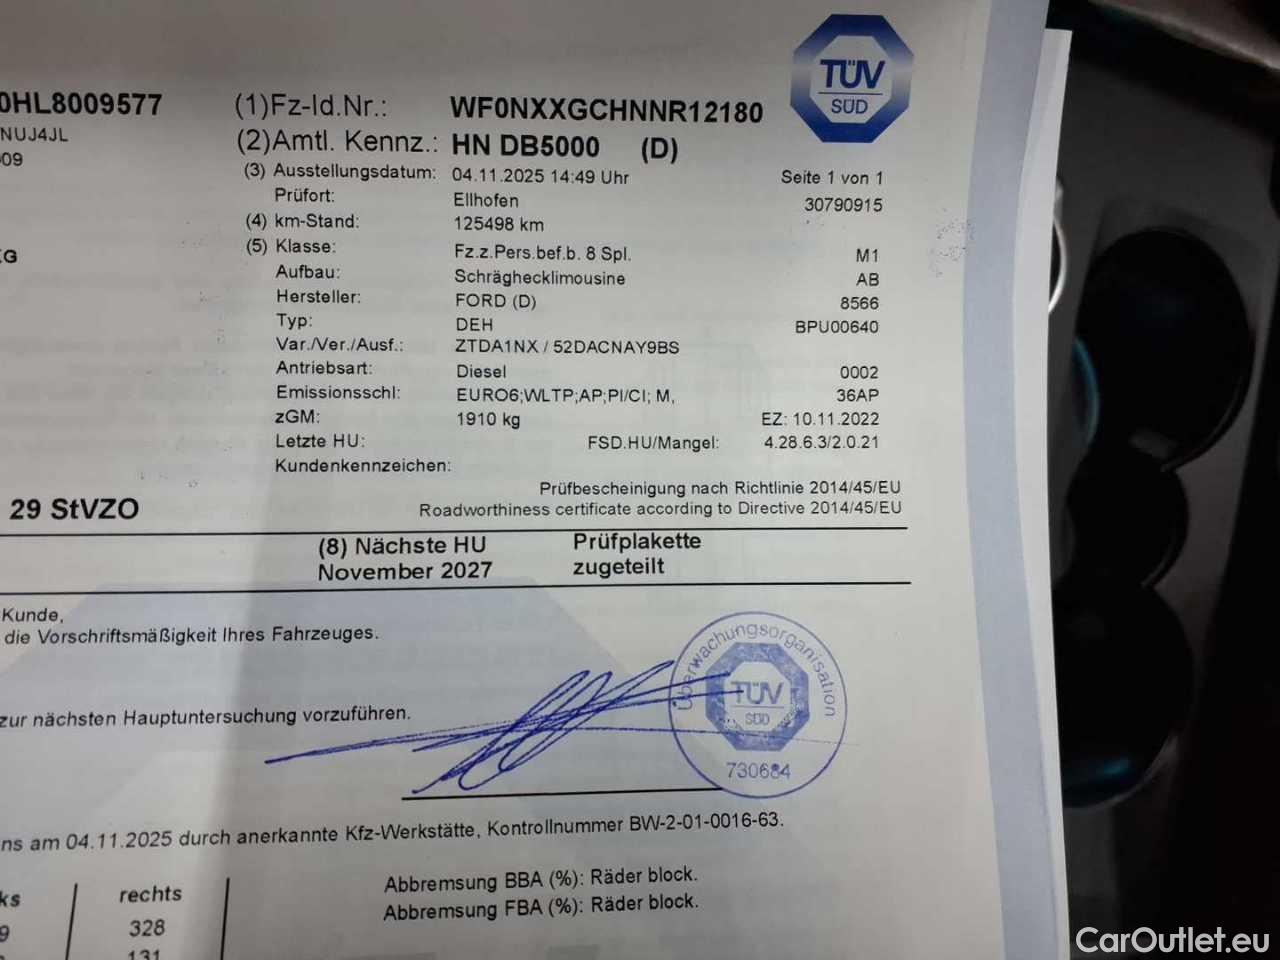 0HL8009577 (1)Fz-Id.Nr.: WF0NXXGCHNNR12180
NUJ4JL (2)Amtl. Kennz.: HN DB5000 (D)
09 (3) Ausstellungsdatum: 04.11.2025 14:49 Uhr Seite 1 von 1
Prüfort: Ellhofen 30790915
(4) km-Stand: 125498 km
(5) Klasse: Fz.z.Pers.bef.b. 8 Spl. M1
Aufbau: Schräghecklimousine AB
Hersteller: FORD (D) 8566
Typ: DEH BPU00640
Var./Ver./Ausf.: ZTDA1NX / 52DACNAY9BS
Antriebsart: Diesel 0002
Emissionsschl: EURO6;WLTP;AP;PI/CI; M, 36AP
zGM: 1910 kg EZ: 10.11.2022
Letzte HU: FSD.HU/Mangel: 4.28.6.3/2.0.21
Kundenkennzeichen:
TÜV
SÜD
G
Prüfbescheinigung nach Richtlinie 2014/45/EU
29 StVZO Roadworthiness certificate according to Directive 2014/45/EU
(8) Nächste HU Prüfplakette
November 2027 zugeteilt
Kunde,
die Vorschriftsmäßigkeit Ihres Fahrzeuges.
zur nächsten Hauptuntersuchung vorzuführen.
Überwachungsorganisation
TÜV
SÜD
730684
ns am 04.11.2025 durch anerkannte Kfz-Werkstätte, Kontrollnummer BW-2-01-0016-63.
ks rechts Abbremsung BBA (%): Räder block.
9 328 Abbremsung FBA (%): Räder block.
131
CarOutlet.eu